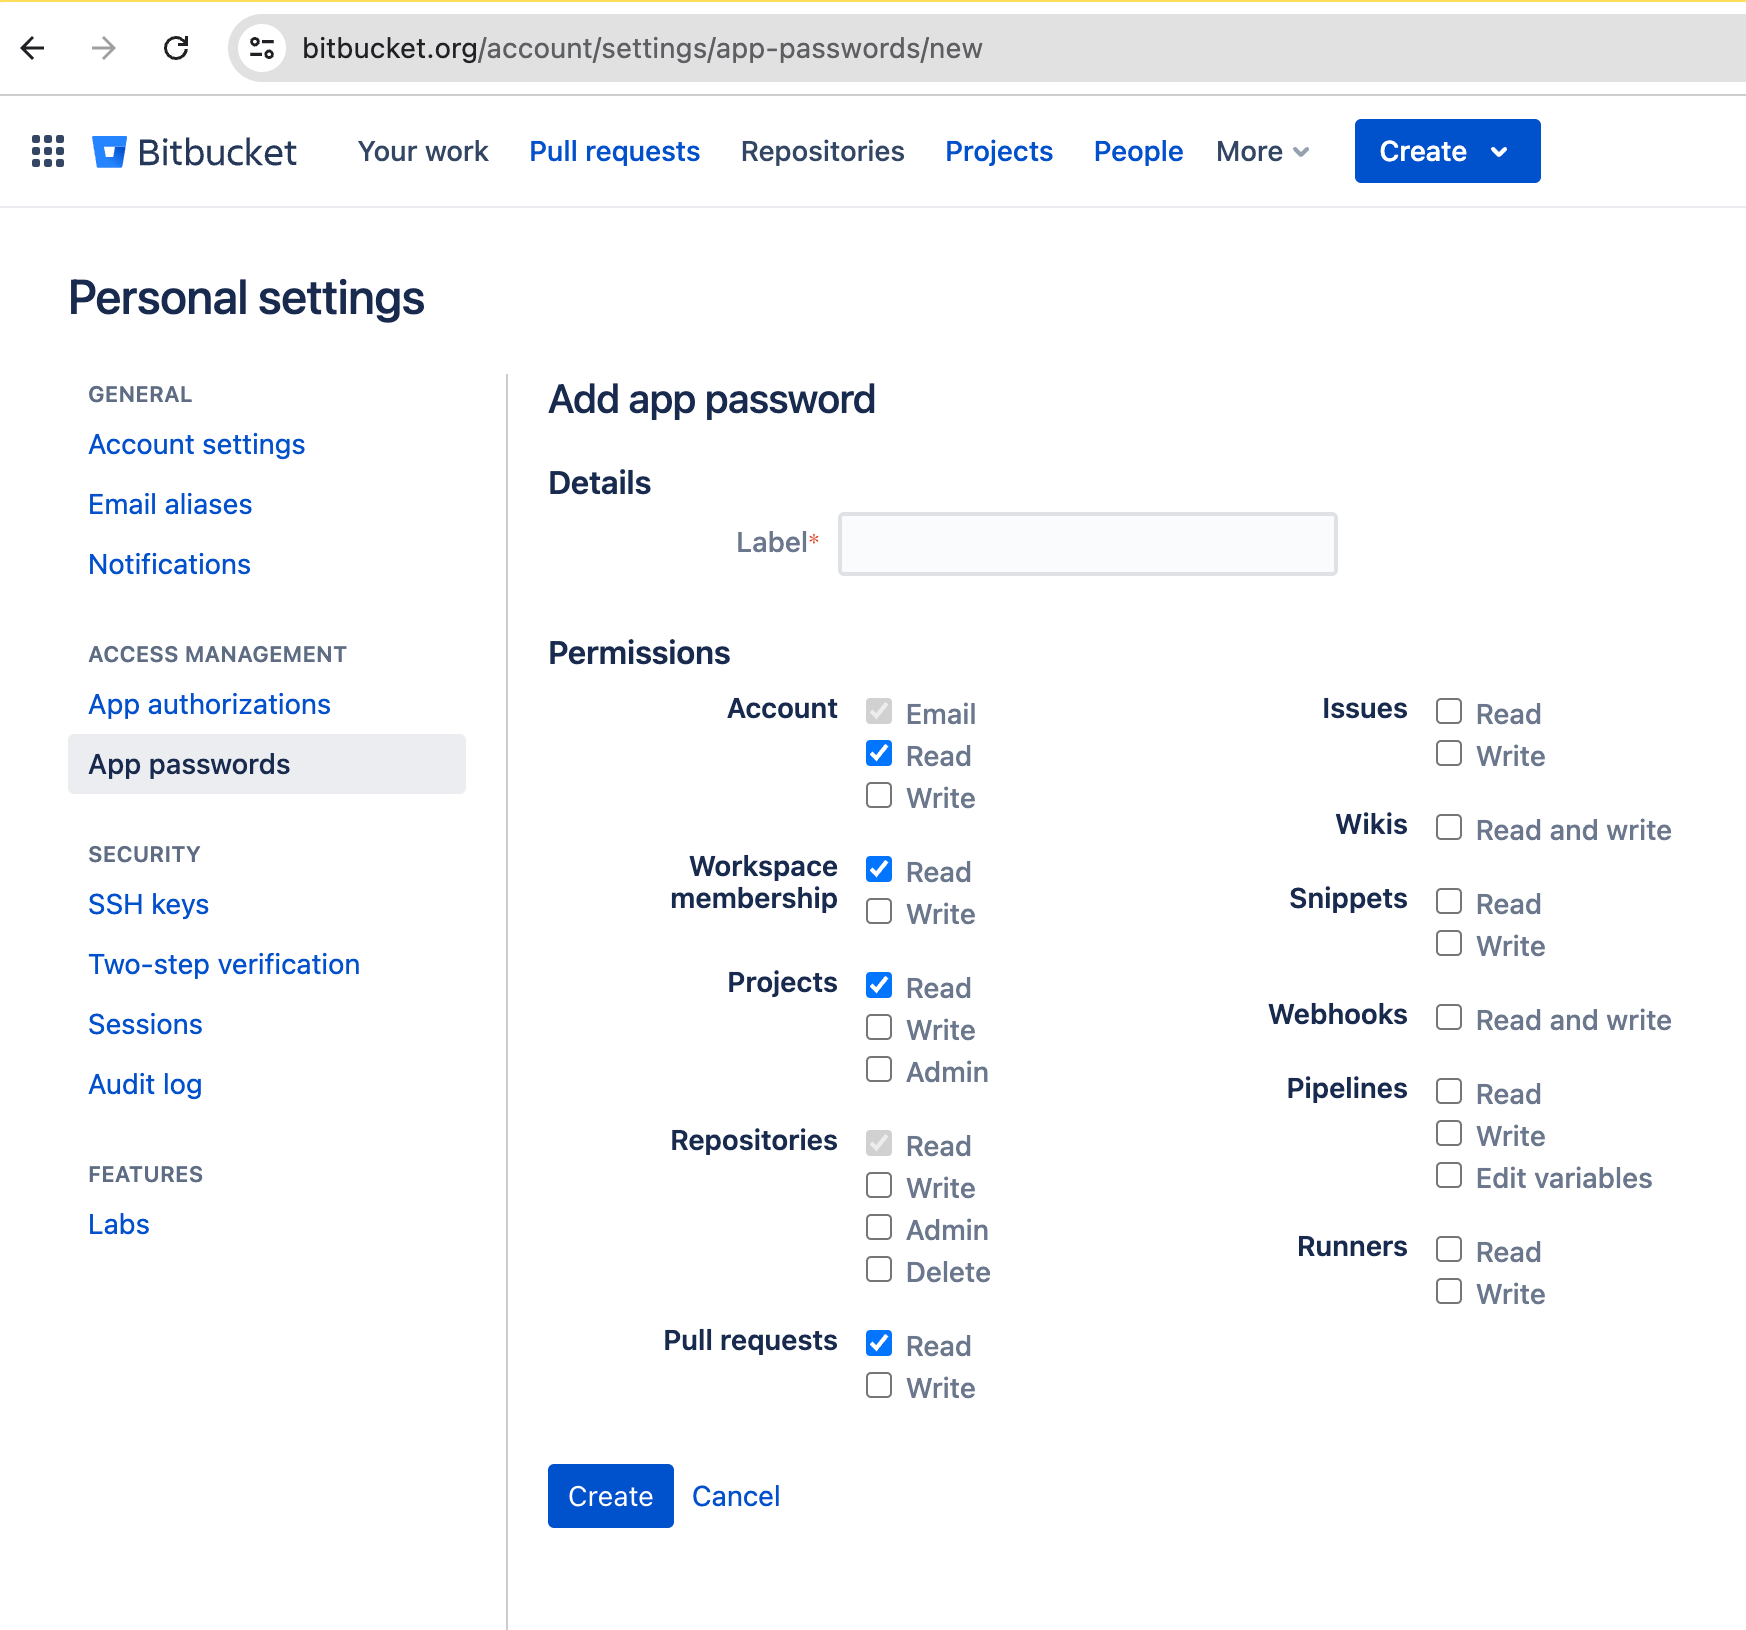 bitbucket.org/account/settings/app-passwords/new
Bitbucket Your work Pull requests Repositories Projects People More Create
Personal settings
GENERAL
Account settings
Email aliases
Notifications
ACCESS MANAGEMENT
App authorizations
App passwords
SECURITY
SSH keys
Two-step verification
Sessions
Audit log
FEATURES
Labs
Add app password
Details
Label*
Permissions
Account Email
Read
Write
Workspace membership Read
Write
Projects Read
Write
Admin
Repositories Read
Write
Admin
Delete
Pull requests Read
Write
Issues Read
Write
Wikis Read and write
Snippets Read
Write
Webhooks Read and write
Pipelines Read
Write
Edit variables
Runners Read
Write
Create Cancel